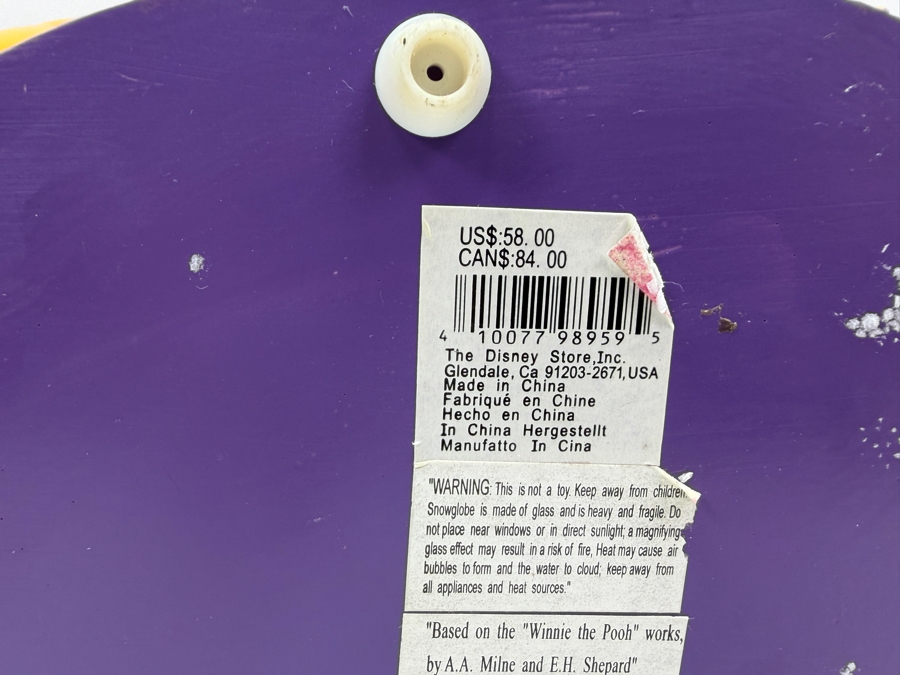 US$:58. 00
CAN$:84. 00
4 10077 98959 5
The Disney Store,Inc.
Glendale, Ca 91203-2671, USA
Made in China
Fabriqué en Chine
Hecho en China
In China Hergestellt
Manufatto In Cina
"WARNING: This is not a toy. Keep away from children.
Snowglobe is made of glass and is heavy and fragile. Do
not place near windows or in direct sunlight; a magnifying
glass effect may result in a risk of fire, Heat may cause air
bubbles to form and the water to cloud; keep away from
all appliances and heat sources."
"Based on the "Winnie the Pooh" works,
by A.A. Milne and E.H. Shepard"